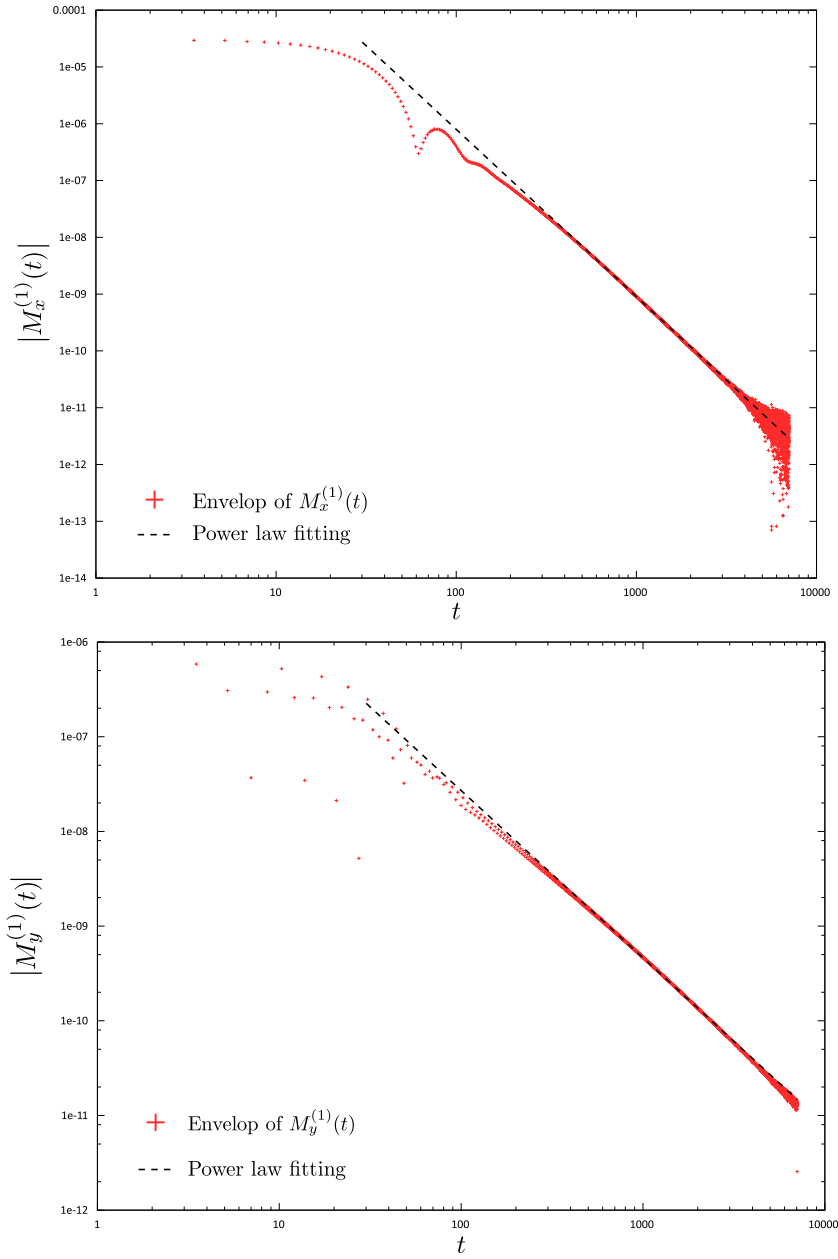 0.0001
1e-05
1e-06
1e-07
1e-08
1e-09
1e-10
1e-11
1e-12
1e-13
1e-14
|M_x^{(1)}(t)|
Envelop of M_x^{(1)}(t)
Power law fitting
1 10 100 1000 10000
t
1e-06
1e-07
1e-08
1e-09
1e-10
1e-11
1e-12
|M_y^{(1)}(t)|
Envelop of M_y^{(1)}(t)
Power law fitting
1 10 100 1000 10000
t